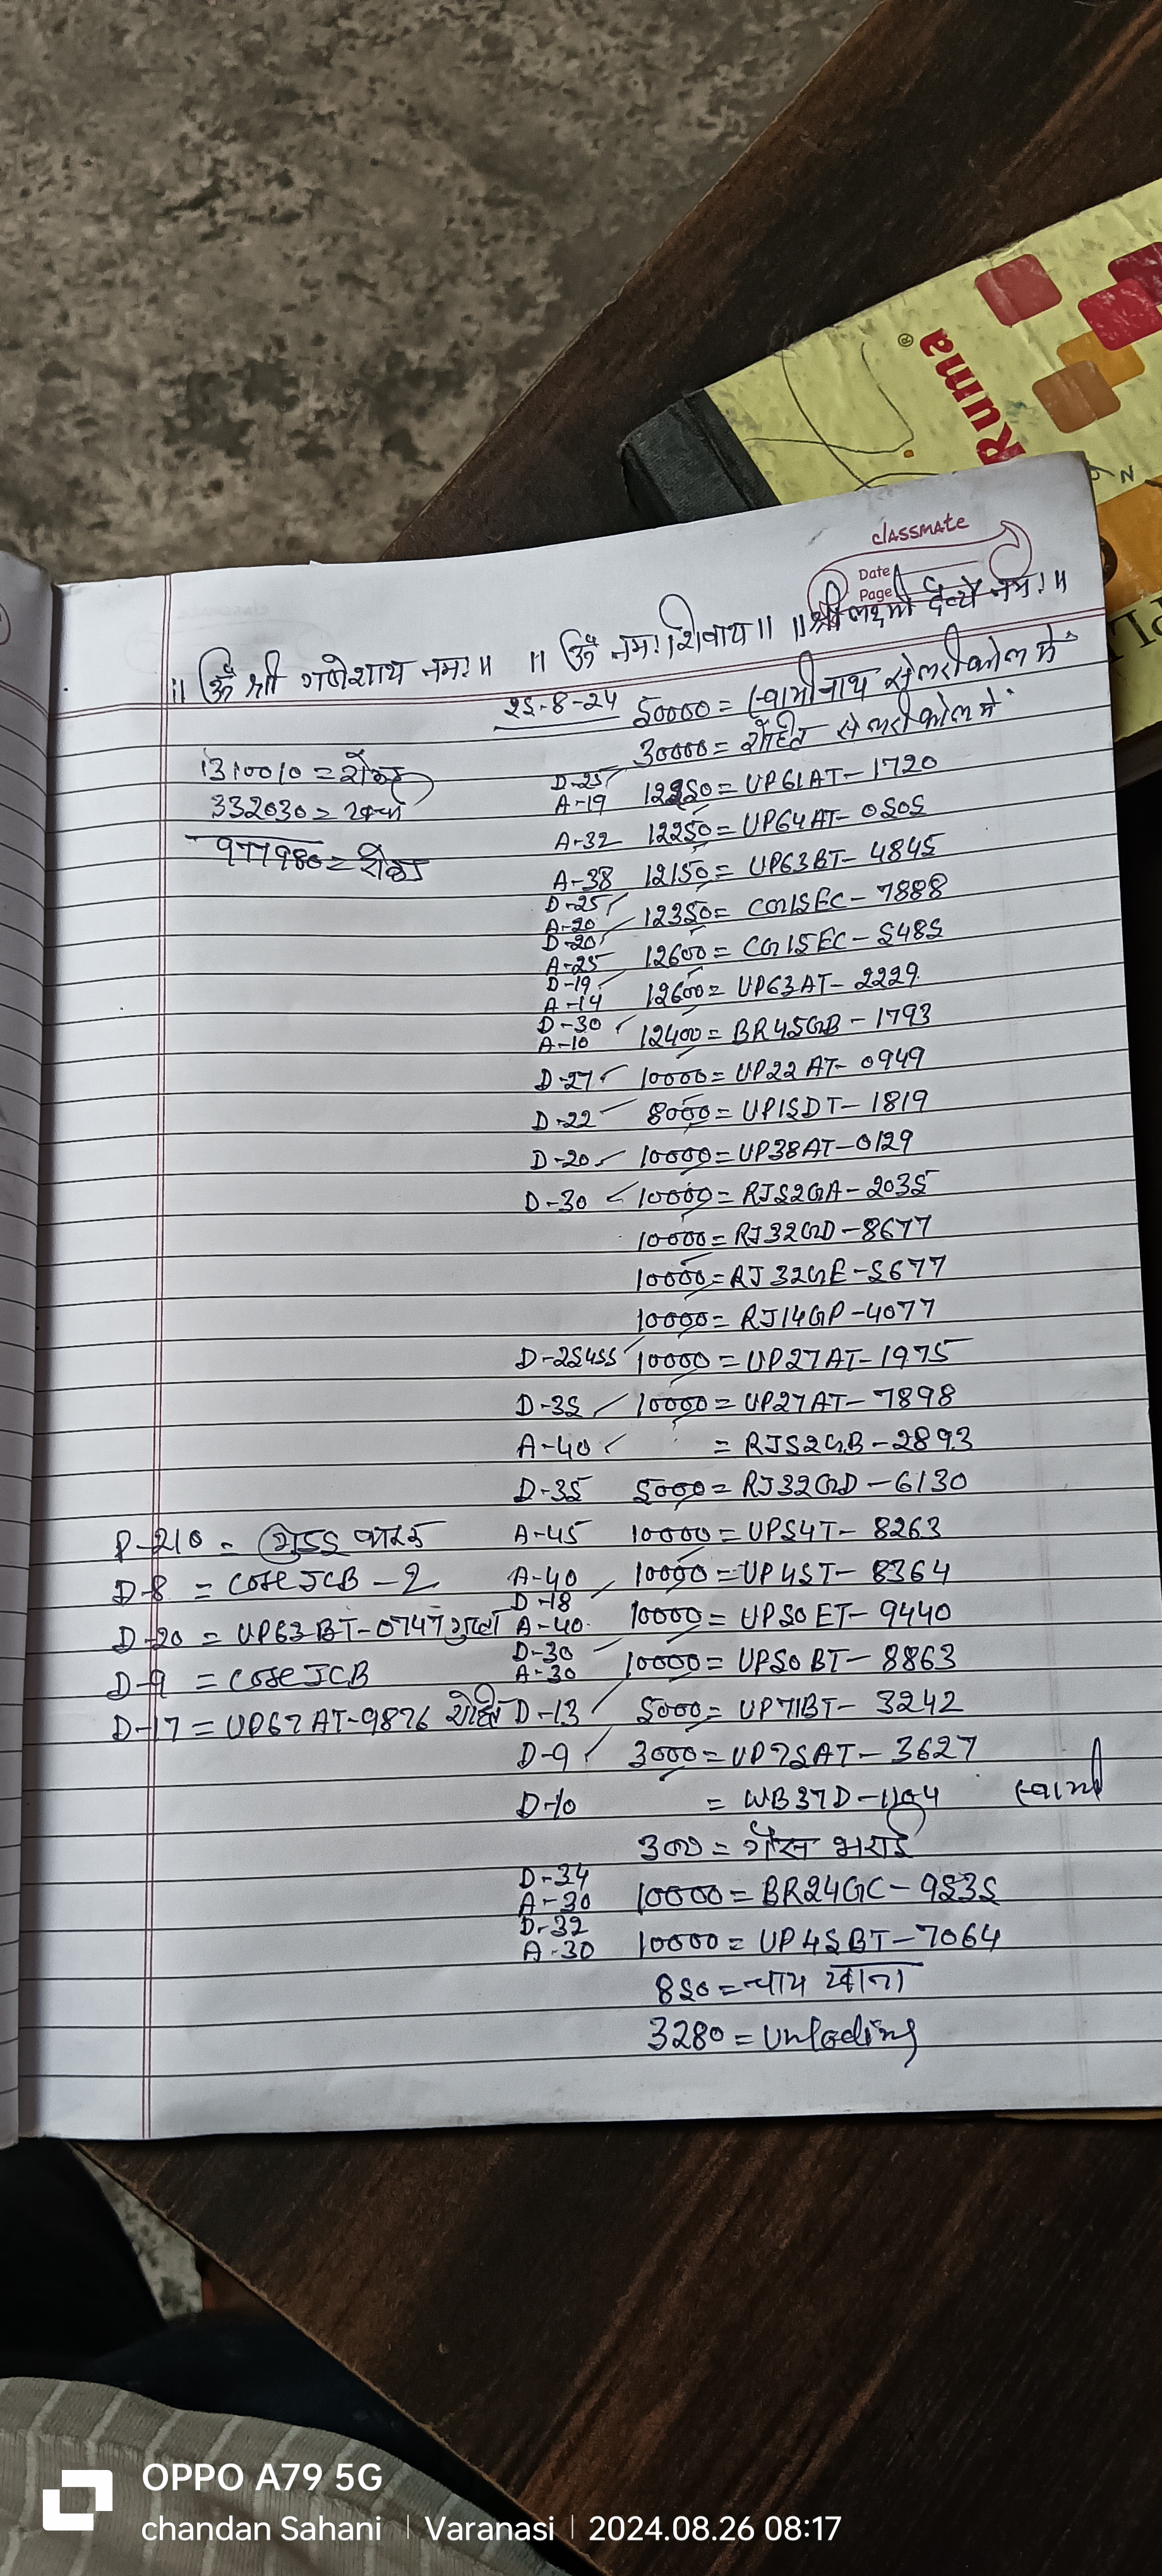 Ruma
classmate
Date
Page
॥ ॐ श्री गणेशाय नमः ॥ ॥ ॐ नमः शिवाय ॥ ॥ श्री लक्ष्मी देव्यै नमः ॥
25-8-24 50000 = स्वामीनाथ सेलरी कोल मे
30000 = रोहित सेलरी कोल मे
1310010 = रोकड़
332030 = खर्चा
977980 = रोकड़
D-25 A-19 12250 = UP61AT-1720
A-32 12250 = UP64AT-0505
A-38 12150 = UP63BT-4845
D-25 A-20 12350 = CG15EC-7888
D-20 A-25 12600 = CG15EC-5485
D-19 A-14 12600 = UP63AT-2229
D-30 A-10 12400 = BR45GB-1793
D-27 10000 = UP22AT-0949
D-22 8000 = UP15DT-1819
D-20 10000 = UP38AT-0129
D-30 10000 = RJ52GA-2035
10000 = RJ32GD-8677
10000 = RJ32GE-5677
10000 = RJ14GP-4077
D-25455 10000 = UP27AT-1975
D-35 10000 = UP27AT-7898
A-40 = RJ52GB-2893
D-35 5000 = RJ32GD-6130
P-210 = A-45 10000 = UP54T-8263
D-8 = case JCB-2 A-40 D-18 10000 = UP45T-8364
D-20 = UP63BT-0747 A-40 10000 = UP50ET-9440
D-9 = case JCB D-30 A-30 10000 = UP50BT-8863
D-17 = UP67AT-9876 रोहित D-13 5000 = UP71BT-3242
D-9 3000 = UP75AT-3627
D-10 = WB37D-1104 स्वामी
300 = गैस भराई
D-34 A-30 10000 = BR24GC-9535
D-32 A-30 10000 = UP45BT-7064
850 = चाय खाना
3280 = Unloading
OPPO A79 5G
chandan Sahani | Varanasi | 2024.08.26 08:17